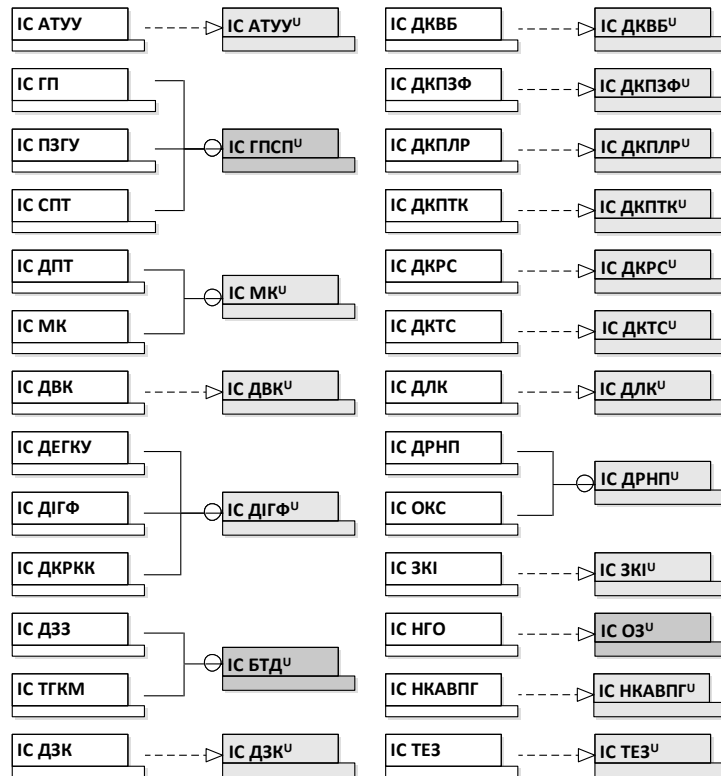 ІС АТУУ
ІС АТУУᵁ
ІС ГП
ІС ПЗГУ
ІС ГПСПᵁ
ІС СПТ
ІС ДПТ
ІС МКᵁ
ІС МК
ІС ДВК
ІС ДВКᵁ
ІС ДЕГКУ
ІС ДІГФ
ІС ДІГФᵁ
ІС ДКРКК
ІС ДЗЗ
ІС БТДᵁ
ІС ТГКМ
ІС ДЗК
ІС ДЗКᵁ
ІС ДКВБ
ІС ДКВБᵁ
ІС ДКПЗФ
ІС ДКПЗФᵁ
ІС ДКПЛР
ІС ДКПЛРᵁ
ІС ДКПТК
ІС ДКПТКᵁ
ІС ДКРС
ІС ДКРСᵁ
ІС ДКТС
ІС ДКТСᵁ
ІС ДЛК
ІС ДЛКᵁ
ІС ДРНП
ІС ДРНПᵁ
ІС ОКС
ІС ЗКІ
ІС ЗКІᵁ
ІС НГО
ІС ОЗᵁ
ІС НКАВПГ
ІС НКАВПГᵁ
ІС ТЕЗ
ІС ТЕЗᵁ